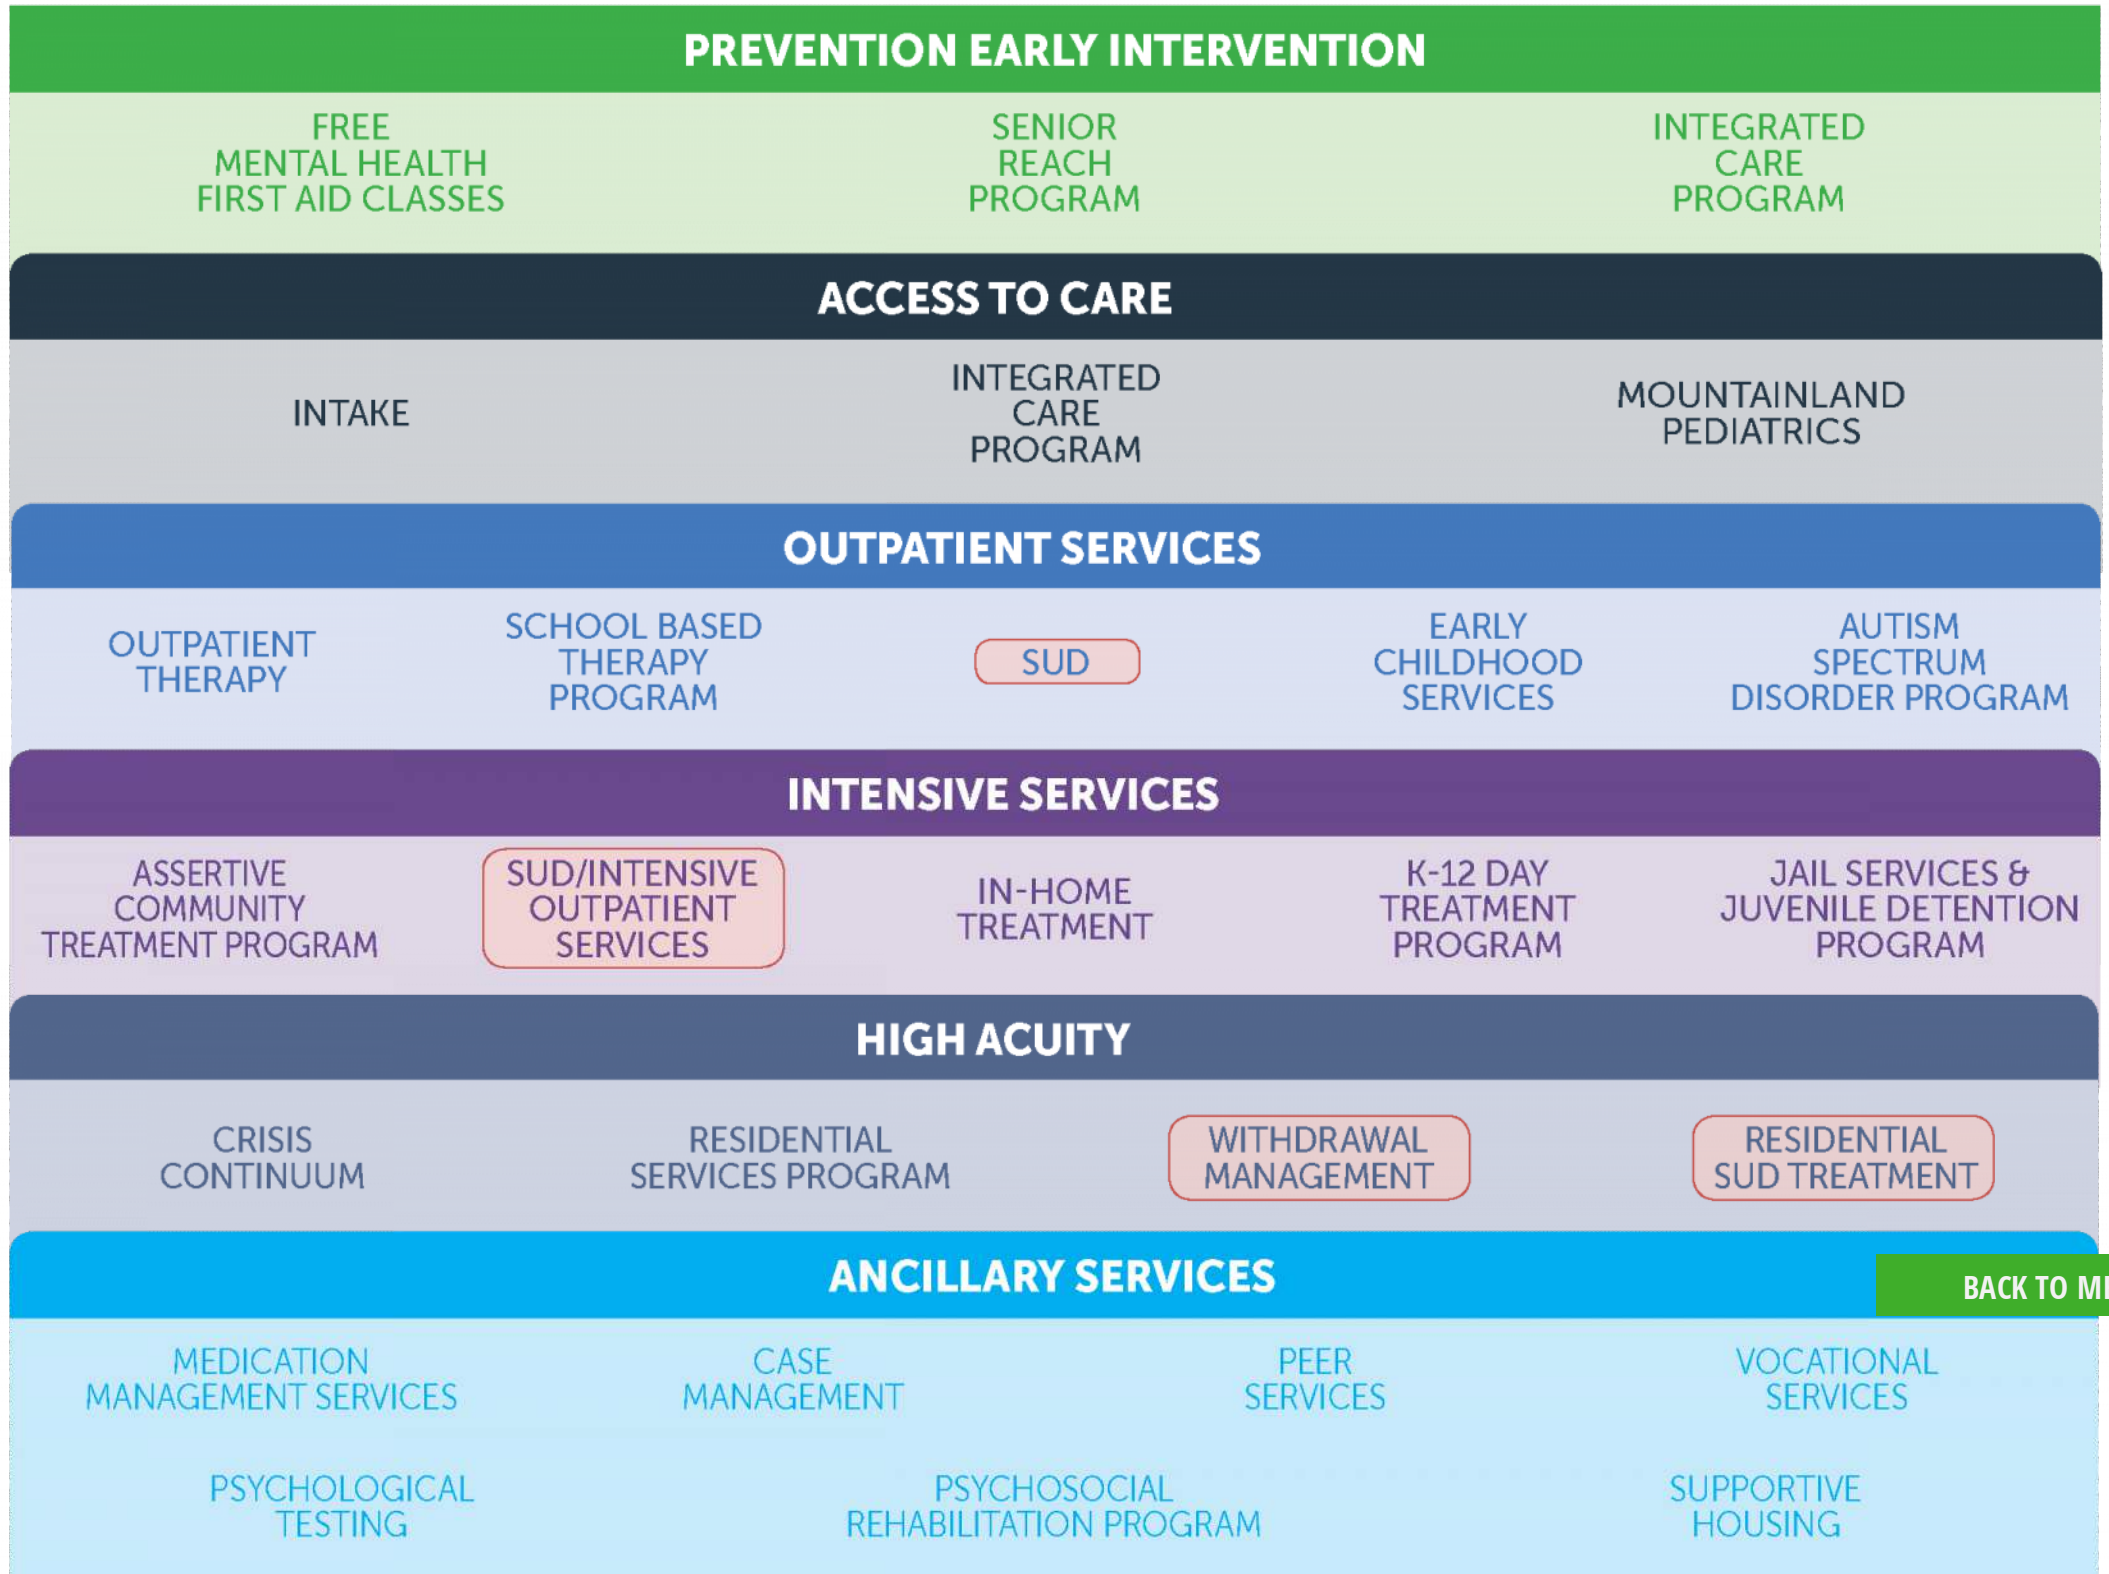 PREVENTION EARLY INTERVENTION
FREE
MENTAL HEALTH
FIRST AID CLASSES
SENIOR
REACH
PROGRAM
INTEGRATED
CARE
PROGRAM
ACCESS TO CARE
INTAKE
INTEGRATED
CARE
PROGRAM
MOUNTAINLAND
PEDIATRICS
OUTPATIENT SERVICES
OUTPATIENT
THERAPY
SCHOOL BASED
THERAPY
PROGRAM
SUD
EARLY
CHILDHOOD
SERVICES
AUTISM
SPECTRUM
DISORDER PROGRAM
INTENSIVE SERVICES
ASSERTIVE
COMMUNITY
TREATMENT PROGRAM
SUD/INTENSIVE
OUTPATIENT
SERVICES
IN-HOME
TREATMENT
K-12 DAY
TREATMENT
PROGRAM
JAIL SERVICES &
JUVENILE DETENTION
PROGRAM
HIGH ACUITY
CRISIS
CONTINUUM
RESIDENTIAL
SERVICES PROGRAM
WITHDRAWAL
MANAGEMENT
RESIDENTIAL
SUD TREATMENT
ANCILLARY SERVICES
BACK TO
MEDICATION
MANAGEMENT SERVICES
CASE
MANAGEMENT
PEER
SERVICES
VOCATIONAL
SERVICES
PSYCHOLOGICAL
TESTING
PSYCHOSOCIAL
REHABILITATION PROGRAM
SUPPORTIVE
HOUSING